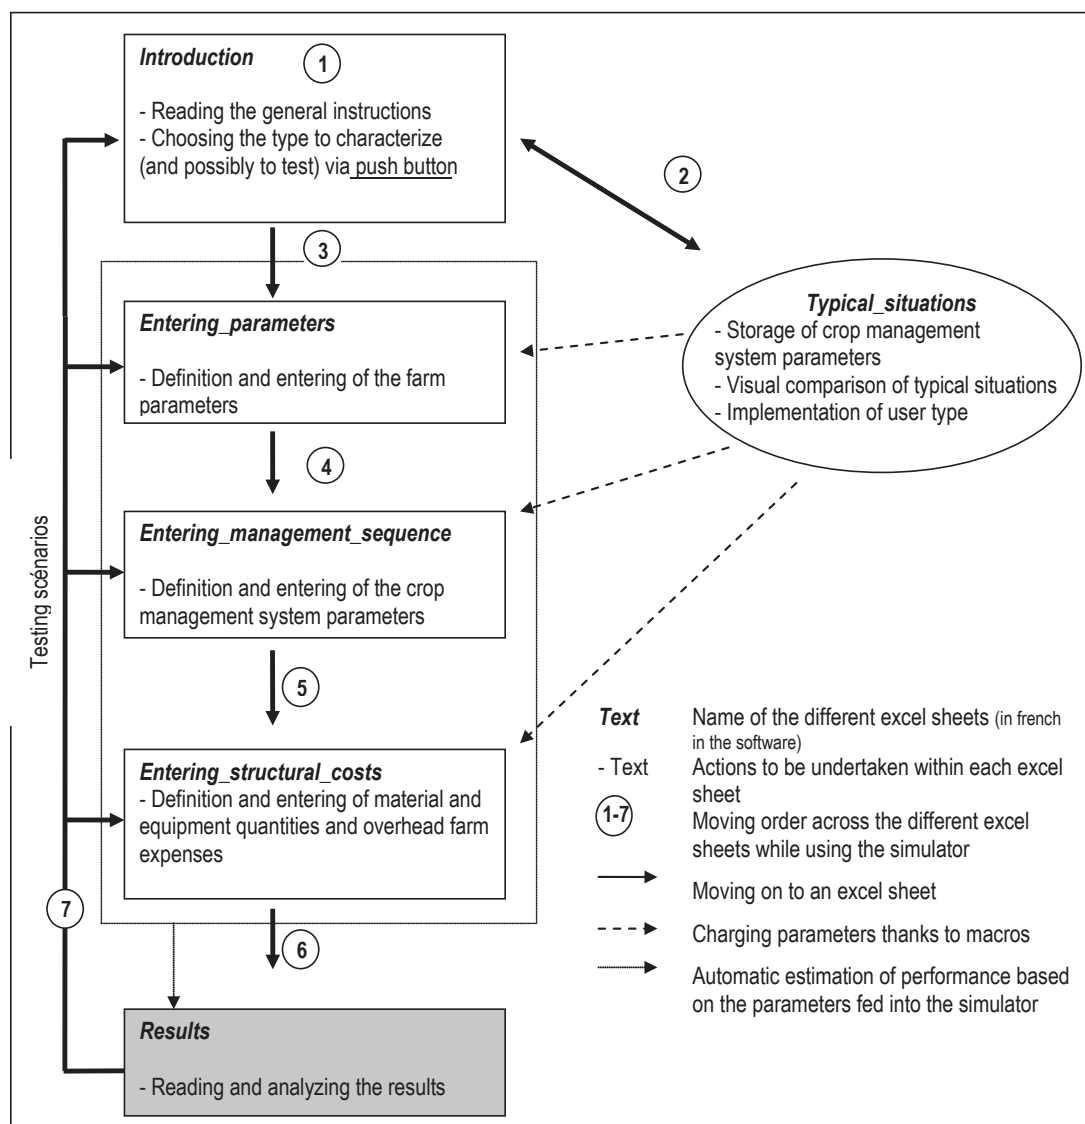 Introduction
1
- Reading the general instructions
- Choosing the type to characterize
(and possibly to test) via push button
2
3
Entering_parameters
- Definition and entering of the farm
parameters
Typical_situations
- Storage of crop management
system parameters
- Visual comparison of typical situations
- Implementation of user type
4
Entering_management_sequence
- Definition and entering of the crop
management system parameters
Testing scénarios
5
Entering_structural_costs
- Definition and entering of material and
equipment quantities and overhead farm
expenses
7
6
Results
- Reading and analyzing the results
Text Name of the different excel sheets (in french
in the software)
- Text Actions to be undertaken within each excel
sheet
1-7 Moving order across the different excel
sheets while using the simulator
Moving on to an excel sheet
Charging parameters thanks to macros
Automatic estimation of performance based
on the parameters fed into the simulator